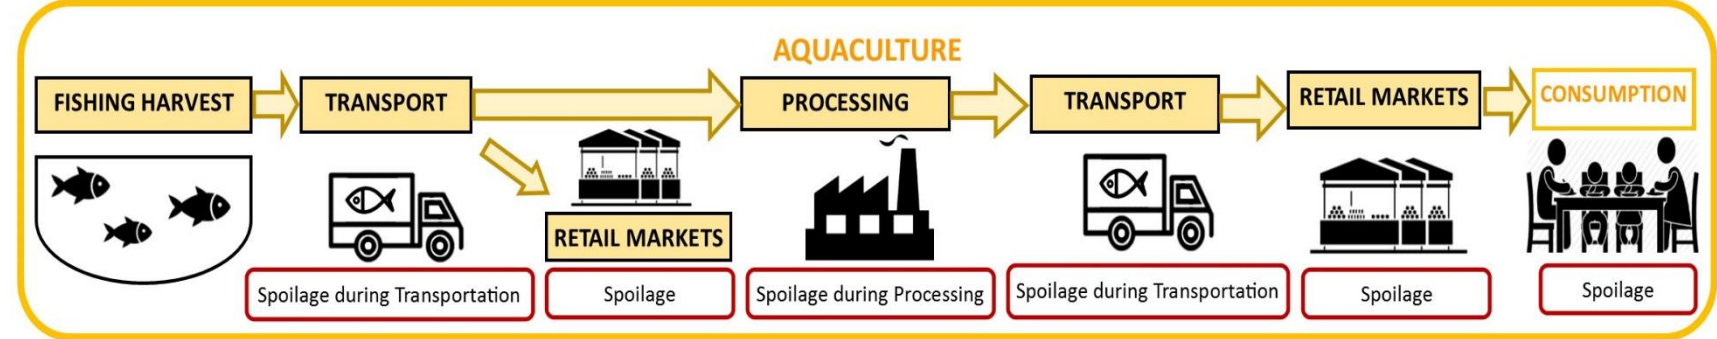 AQUACULTURE
FISHING HARVEST
TRANSPORT
PROCESSING
TRANSPORT
RETAIL MARKETS
CONSUMPTION
RETAIL MARKETS
Spoilage during Transportation
Spoilage
Spoilage during Processing
Spoilage during Transportation
Spoilage
Spoilage